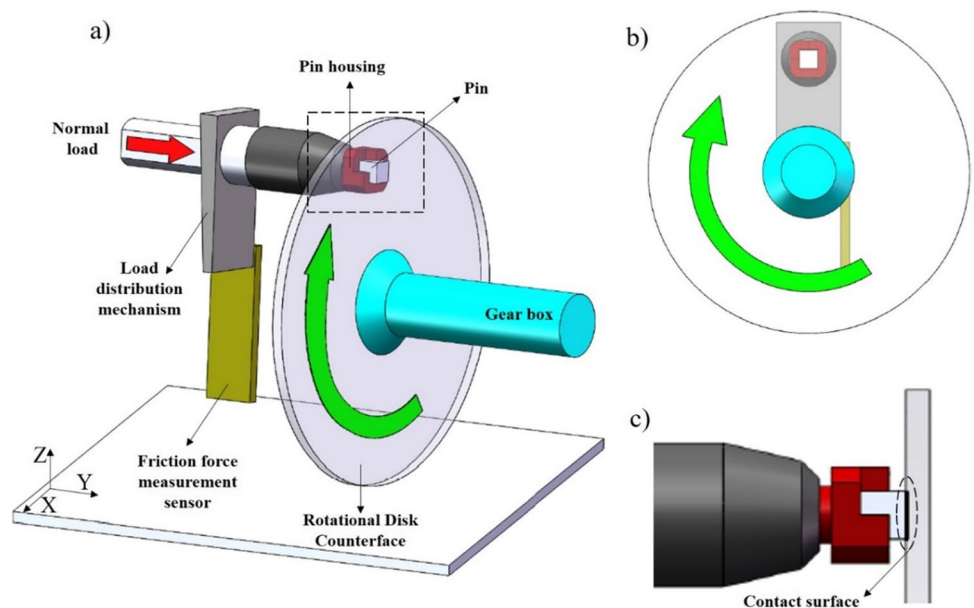 a)
Pin housing
Pin
Normal
load
Load
distribution
mechanism
Gear box
Friction force
measurement
sensor
Rotational Disk
Counterface
Z
Y
X
b)
c)
Contact surface